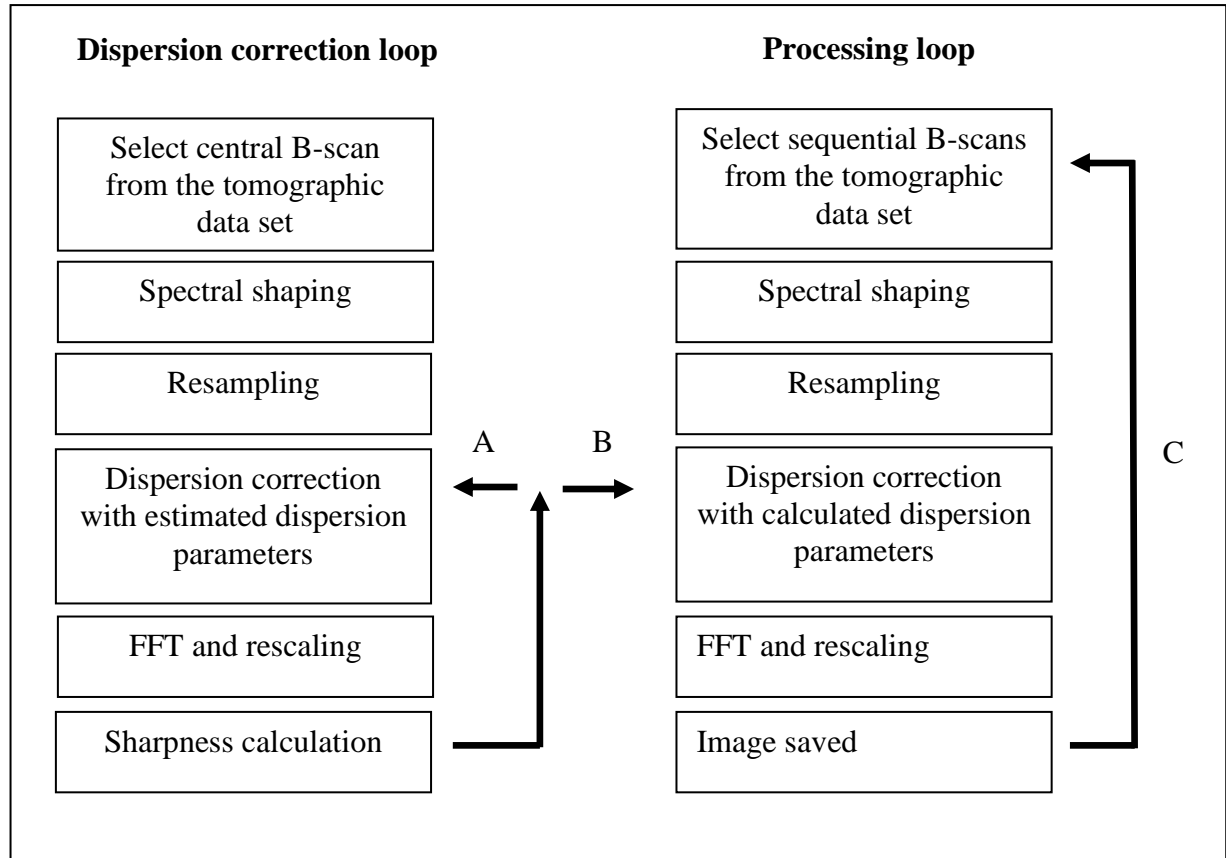 Dispersion correction loop
Select central B-scan
from the tomographic
data set
Spectral shaping
Resampling
Dispersion correction
with estimated dispersion
parameters
FFT and rescaling
Sharpness calculation
A
B
Processing loop
Select sequential B-scans
from the tomographic
data set
Spectral shaping
Resampling
Dispersion correction
with calculated dispersion
parameters
FFT and rescaling
Image saved
C